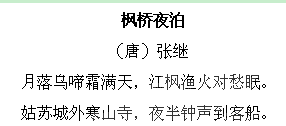 枫桥夜泊
（唐）张继
月落乌啼霜满天，江枫渔火对愁眠。
姑苏城外寒山寺，夜半钟声到客船。